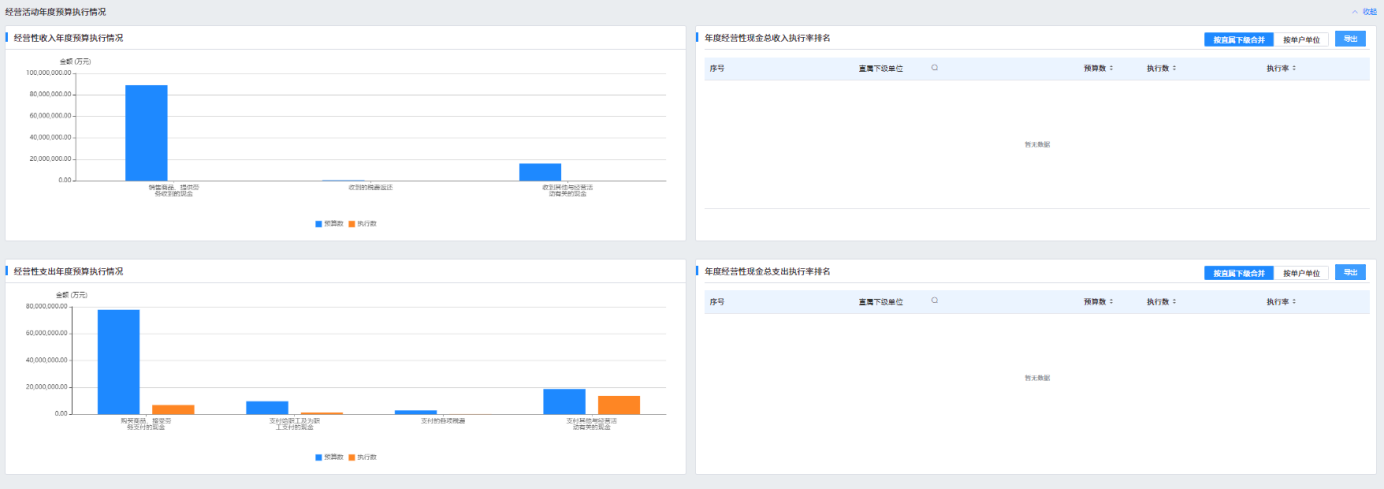 经营活动年度预算执行情况
收起
经营性收入年度预算执行情况
金额 (万元)
100,000,000.00
80,000,000.00
60,000,000.00
40,000,000.00
20,000,000.00
0.00
销售商品、提供劳
务收到的现金
收到的税费返还
收到其他与经营活
动有关的现金
预算数 执行数
年度经营性现金总收入执行率排名
按直属下级合并 按单户单位 导出
序号 直属下级单位 预算数 执行数 执行率
暂无数据
经营性支出年度预算执行情况
金额 (万元)
80,000,000.00
60,000,000.00
40,000,000.00
20,000,000.00
0.00
购买商品、接受劳
务支付的现金
支付给职工及为职
工支付的现金
支付的各项税费
支付其他与经营活
动有关的现金
预算数 执行数
年度经营性现金总支出执行率排名
按直属下级合并 按单户单位 导出
序号 直属下级单位 预算数 执行数 执行率
暂无数据